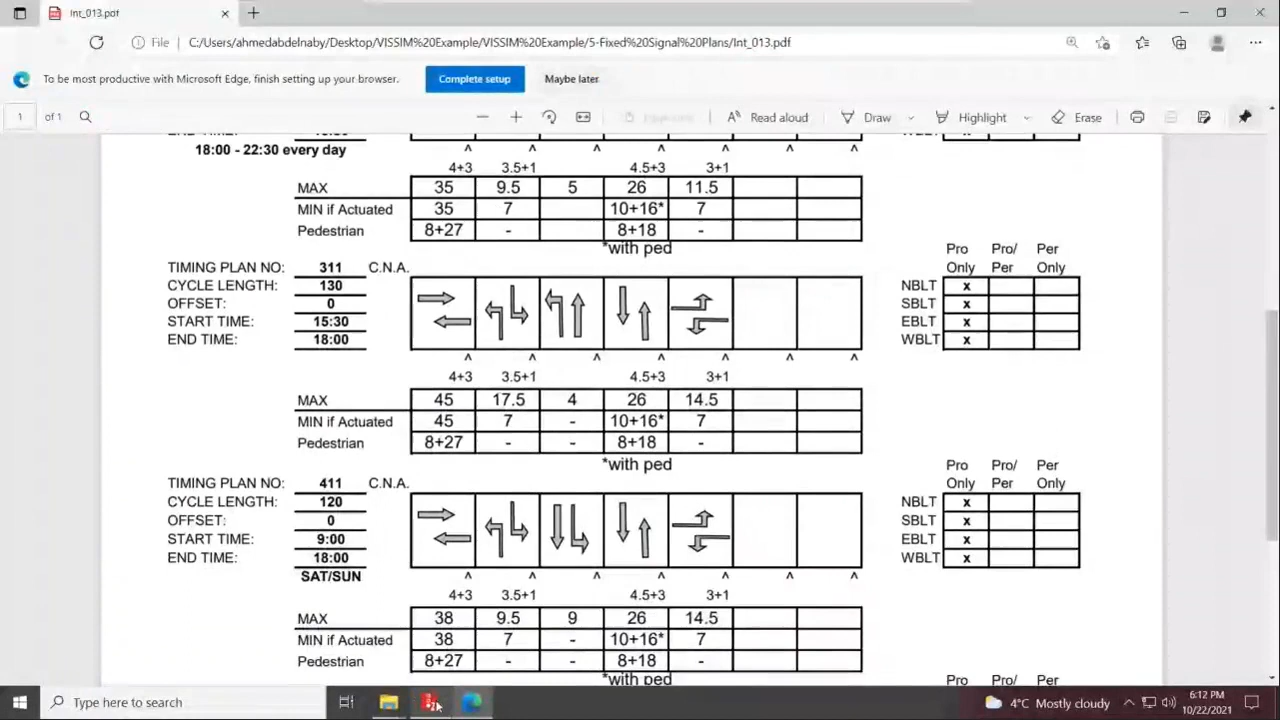 Int_013.pdf
File
C:/Users/ahmedabdelnaby/Desktop/VISSIM%20Example/VISSIM%20Example/5-Fixed%20Signal%20Plans/Int_013.pdf
To be most productive with Microsoft Edge, finish setting up your browser.
Complete setup
Maybe later
1 of 1
Read aloud
Draw
Highlight
Erase
18:00 - 22:30 every day
^ ^ ^ ^ ^ ^ ^
4+3 3.5+1 4.5+3 3+1
MAX 35 9.5 5 26 11.5
MIN if Actuated 35 7 10+16* 7
Pedestrian 8+27 - 8+18 -
*with ped
Pro Pro/ Per
Only Per Only
TIMING PLAN NO: 311 C.N.A.
CYCLE LENGTH: 130
OFFSET: 0
START TIME: 15:30
END TIME: 18:00
NBLT x
SBLT x
EBLT x
WBLT x
^ ^ ^ ^ ^ ^ ^
4+3 3.5+1 4.5+3 3+1
MAX 45 17.5 4 26 14.5
MIN if Actuated 45 7 - 10+16* 7
Pedestrian 8+27 - - 8+18 -
*with ped
Pro Pro/ Per
Only Per Only
TIMING PLAN NO: 411 C.N.A.
CYCLE LENGTH: 120
OFFSET: 0
START TIME: 9:00
END TIME: 18:00
SAT/SUN
NBLT x
SBLT x
EBLT x
WBLT x
^ ^ ^ ^ ^ ^ ^
4+3 3.5+1 4.5+3 3+1
MAX 38 9.5 9 26 14.5
MIN if Actuated 38 7 - 10+16* 7
Pedestrian 8+27 - - 8+18 -
*with ped
Pro Pro/ Per
Type here to search
4°C Mostly cloudy
6:12 PM
10/22/2021